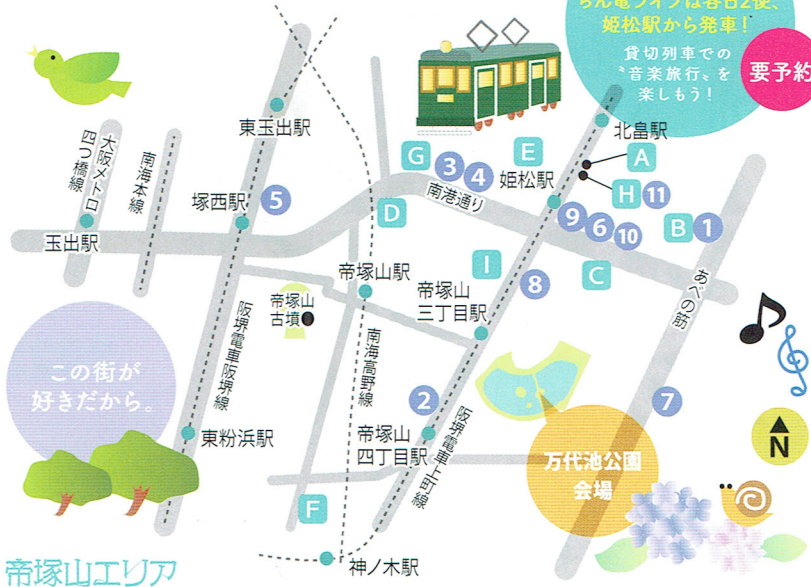 ちん電ライブは各日2便、
姫松駅から発車！
貸切列車での
〝音楽旅行〟を
楽しもう！
要予約
北畠駅
東玉出駅
大阪メトロ
四つ橋線
南海本線
G
3
4
E
姫松駅
A
H
11
塚西駅
5
南港通り
D
9
6
10
B
1
玉出駅
I
C
帝塚山駅
帝塚山
三丁目駅
8
あべの筋
帝塚山
古墳
この街が
好きだから。
阪堺電車阪堺線
南海高野線
2
7
東粉浜駅
帝塚山
四丁目駅
阪堺電車上町線
N
万代池公園
会場
F
神ノ木駅
帝塚山エリア